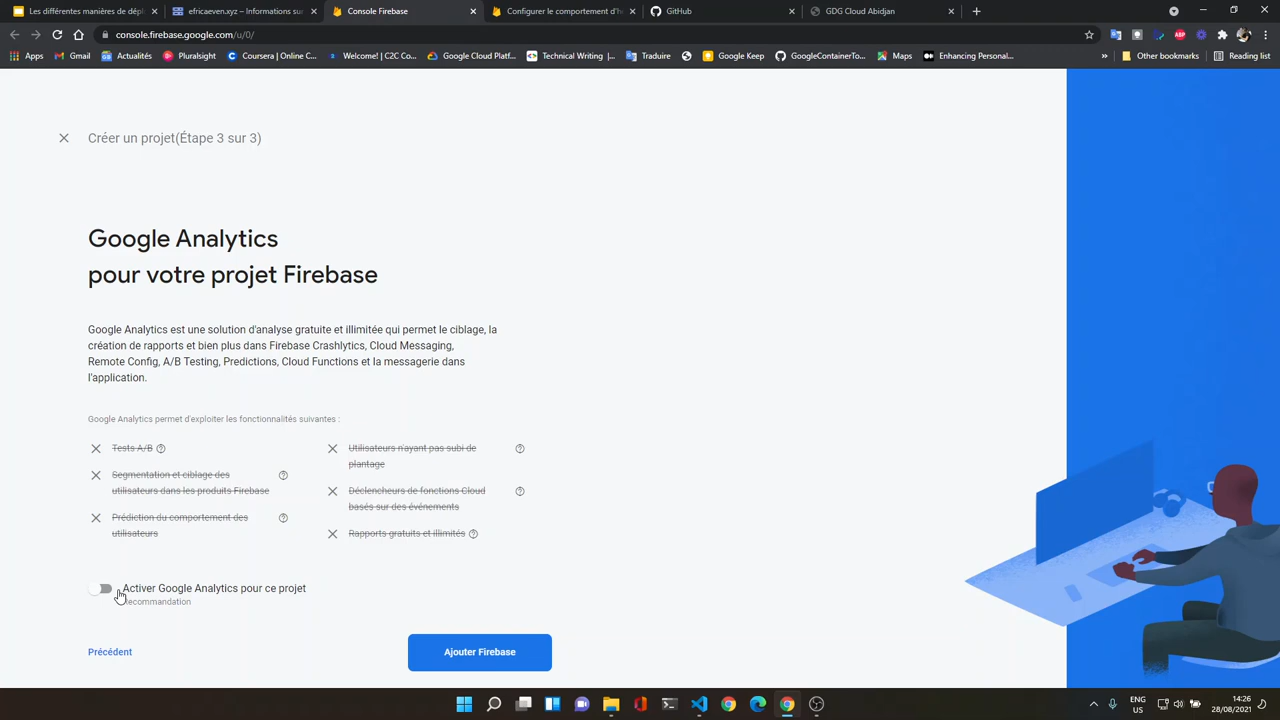 Les différentes manières de dépl
efricaeven.xyz – Informations sur
Console Firebase
Configurer le comportement d'h
GitHub
GDG Cloud Abidjan
console.firebase.google.com/u/0/
Apps
Gmail
Actualités
Pluralsight
Coursera | Online C...
Welcome! | C2C Co...
Google Cloud Platf...
Technical Writing |...
Traduire
Google Keep
GoogleContainerTo...
Maps
Enhancing Personal...
Other bookmarks
Reading list
Créer un projet(Étape 3 sur 3)
Google Analytics
pour votre projet Firebase
Google Analytics est une solution d'analyse gratuite et illimitée qui permet le ciblage, la
création de rapports et bien plus dans Firebase Crashlytics, Cloud Messaging,
Remote Config, A/B Testing, Predictions, Cloud Functions et la messagerie dans
l'application.
Google Analytics permet d'exploiter les fonctionnalités suivantes :
Tests A/B
Segmentation et ciblage des
utilisateurs dans les produits Firebase
Prédiction du comportement des
utilisateurs
Utilisateurs n'ayant pas subi de
plantage
Déclencheurs de fonctions Cloud
basés sur des événements
Rapports gratuits et illimités
Activer Google Analytics pour ce projet
Recommandation
Précédent
Ajouter Firebase
ENG
US
14:26
28/08/2021